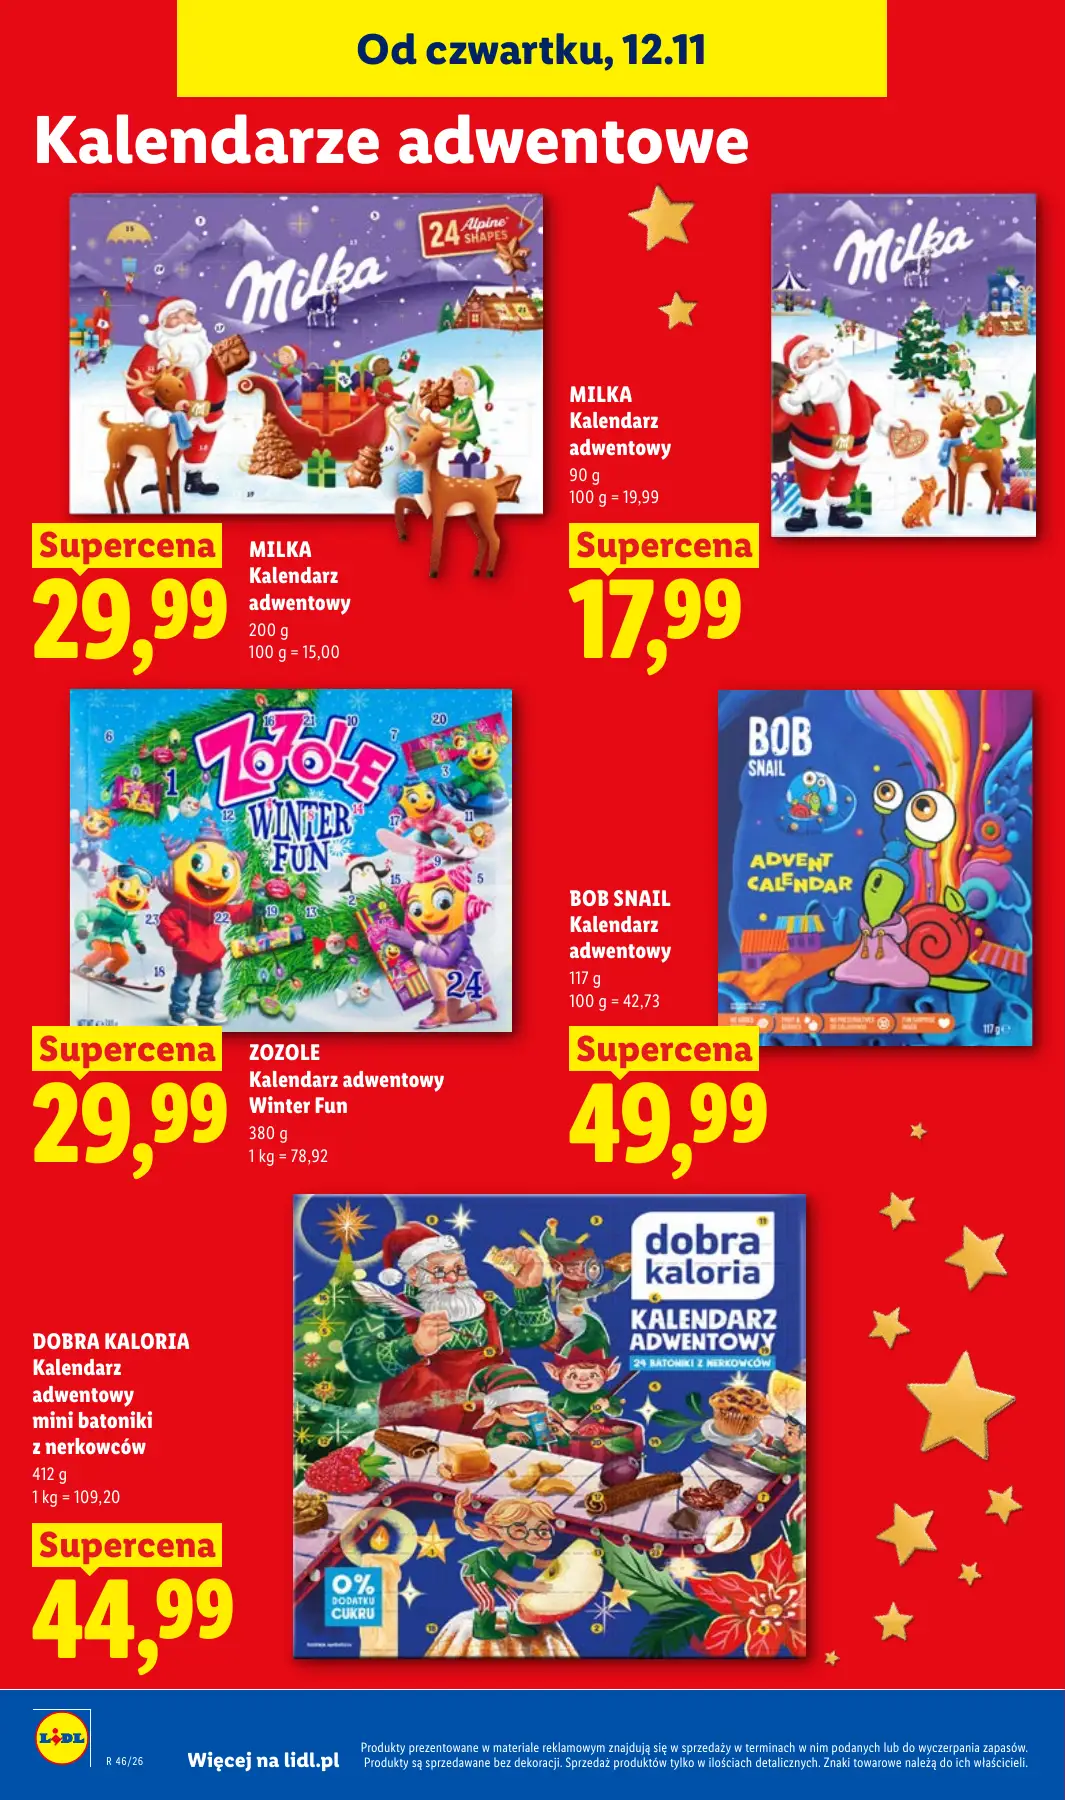 Od czwartku, 12.11
Kalendarze adwentowe
Milka
24 Alpine
SHAPES
Milka
MILKA
Kalendarz
adwentowy
90 g
100 g = 19,99
Supercena
29,99
MILKA
Kalendarz
adwentowy
200 g
100 g = 15,00
Supercena
17,99
ZOZOLE
WINTER
FUN
BOB
SNAIL
ADVENT
CALENDAR
117 g
BOB SNAIL
Kalendarz
adwentowy
117 g
100 g = 42,73
Supercena
29,99
ZOZOLE
Kalendarz adwentowy
Winter Fun
380 g
1 kg = 78,92
Supercena
49,99
dobra
kaloria
KALENDARZ
ADWENTOWY
24 BATONIKI Z NERKOWCÓW
0%
DODATKU
CUKRU
DOBRA KALORIA
Kalendarz
adwentowy
mini batoniki
z nerkowców
412 g
1 kg = 109,20
Supercena
44,99
LIDL
R 46/26
Więcej na lidl.pl
Produkty prezentowane w materiale reklamowym znajdują się w sprzedaży w terminach w nim podanych lub do wyczerpania zapasów.
Produkty są sprzedawane bez dekoracji. Sprzedaż produktów tylko w ilościach detalicznych. Znaki towarowe należą do ich właścicieli.